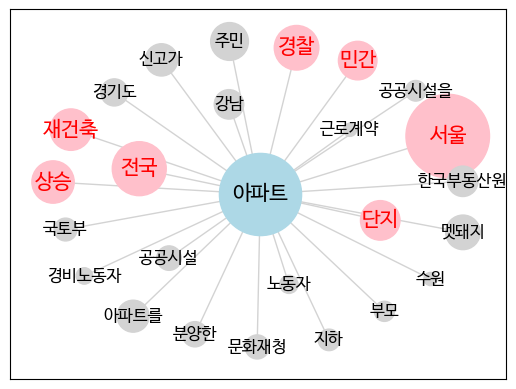 주민
경찰
신고가
민간
경기도
공공시설을
강남
재건축
근로계약
서울
전국
상승
한국부동산원
아파트
단지
국토부
멧돼지
공공시설
경비노동자
수원
노동자
아파트를
부모
분양한
지하
문화재청